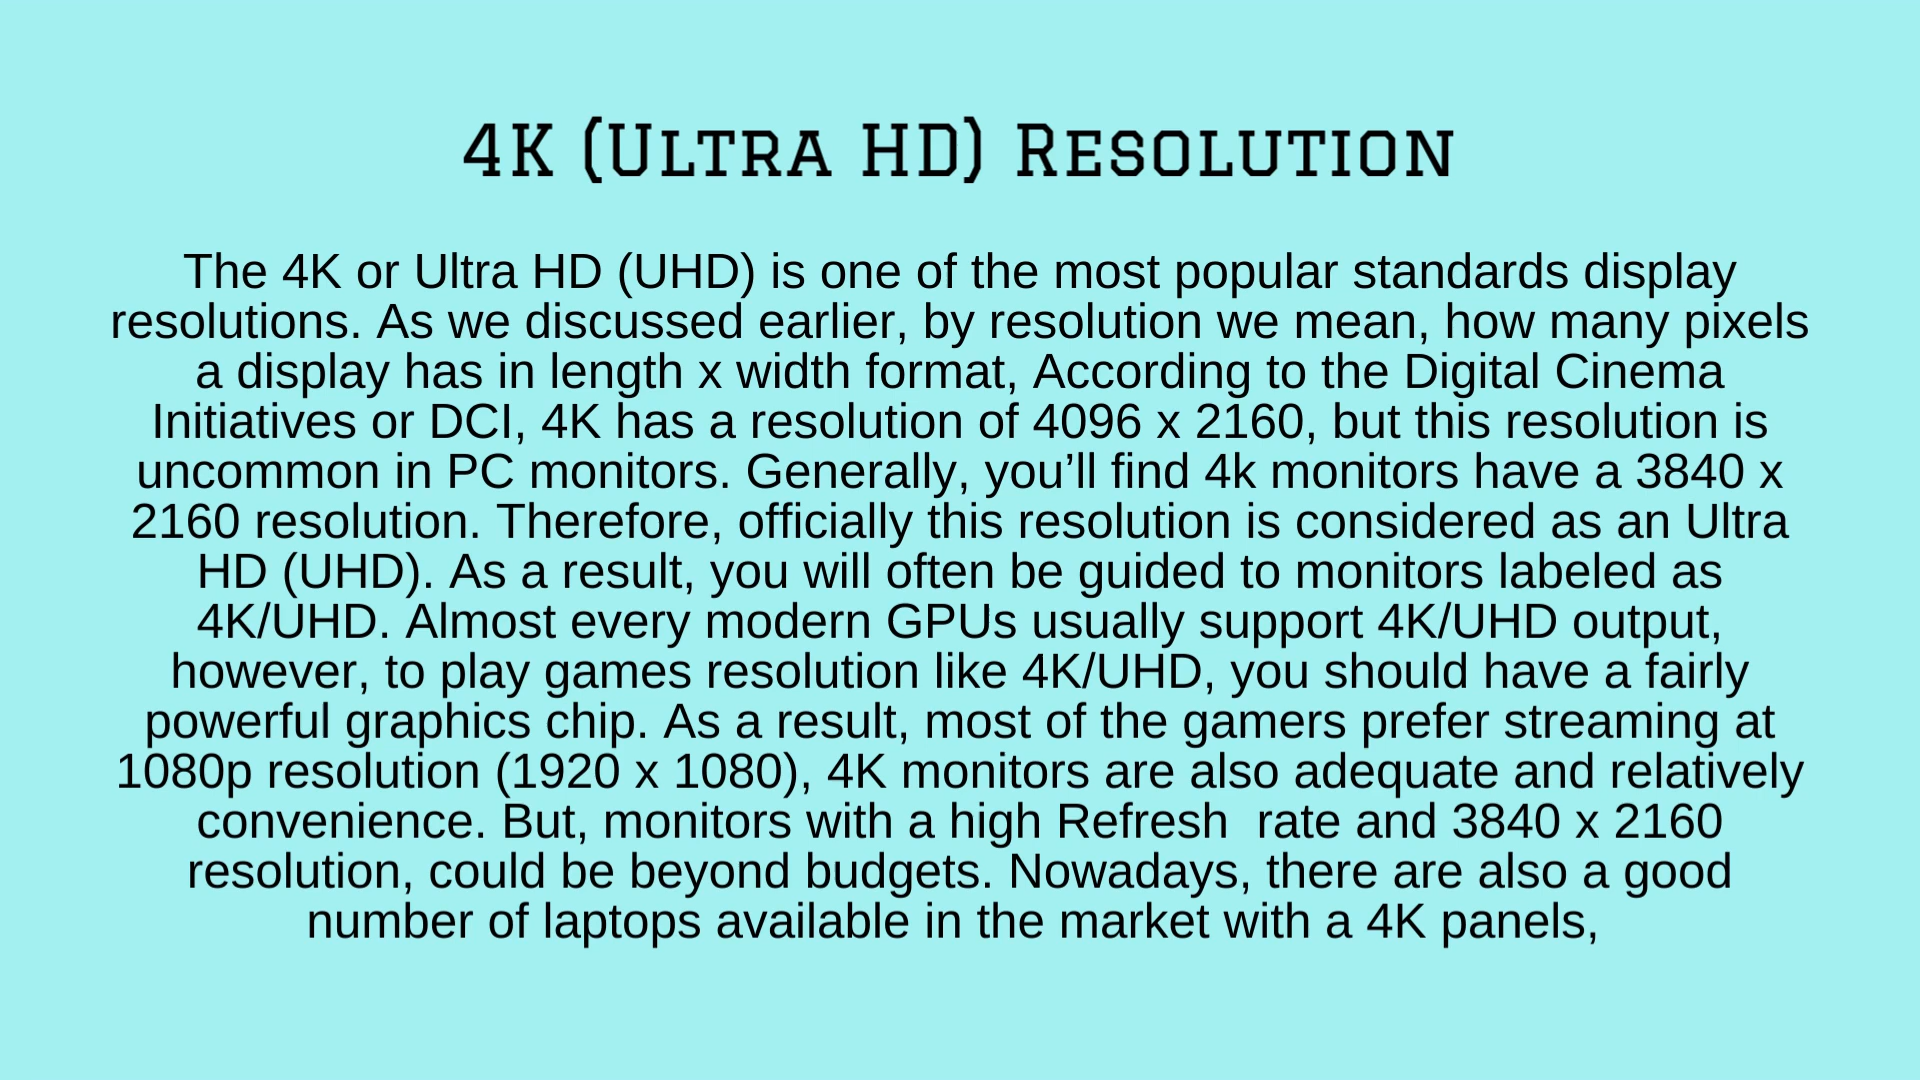 4K (Ultra HD) Resolution
The 4K or Ultra HD (UHD) is one of the most popular standards display
resolutions. As we discussed earlier, by resolution we mean, how many pixels
a display has in length x width format, According to the Digital Cinema
Initiatives or DCI, 4K has a resolution of 4096 x 2160, but this resolution is
uncommon in PC monitors. Generally, you’ll find 4k monitors have a 3840 x
2160 resolution. Therefore, officially this resolution is considered as an Ultra
HD (UHD). As a result, you will often be guided to monitors labeled as
4K/UHD. Almost every modern GPUs usually support 4K/UHD output,
however, to play games resolution like 4K/UHD, you should have a fairly
powerful graphics chip. As a result, most of the gamers prefer streaming at
1080p resolution (1920 x 1080), 4K monitors are also adequate and relatively
convenience. But, monitors with a high Refresh  rate and 3840 x 2160
resolution, could be beyond budgets. Nowadays, there are also a good
number of laptops available in the market with a 4K panels,